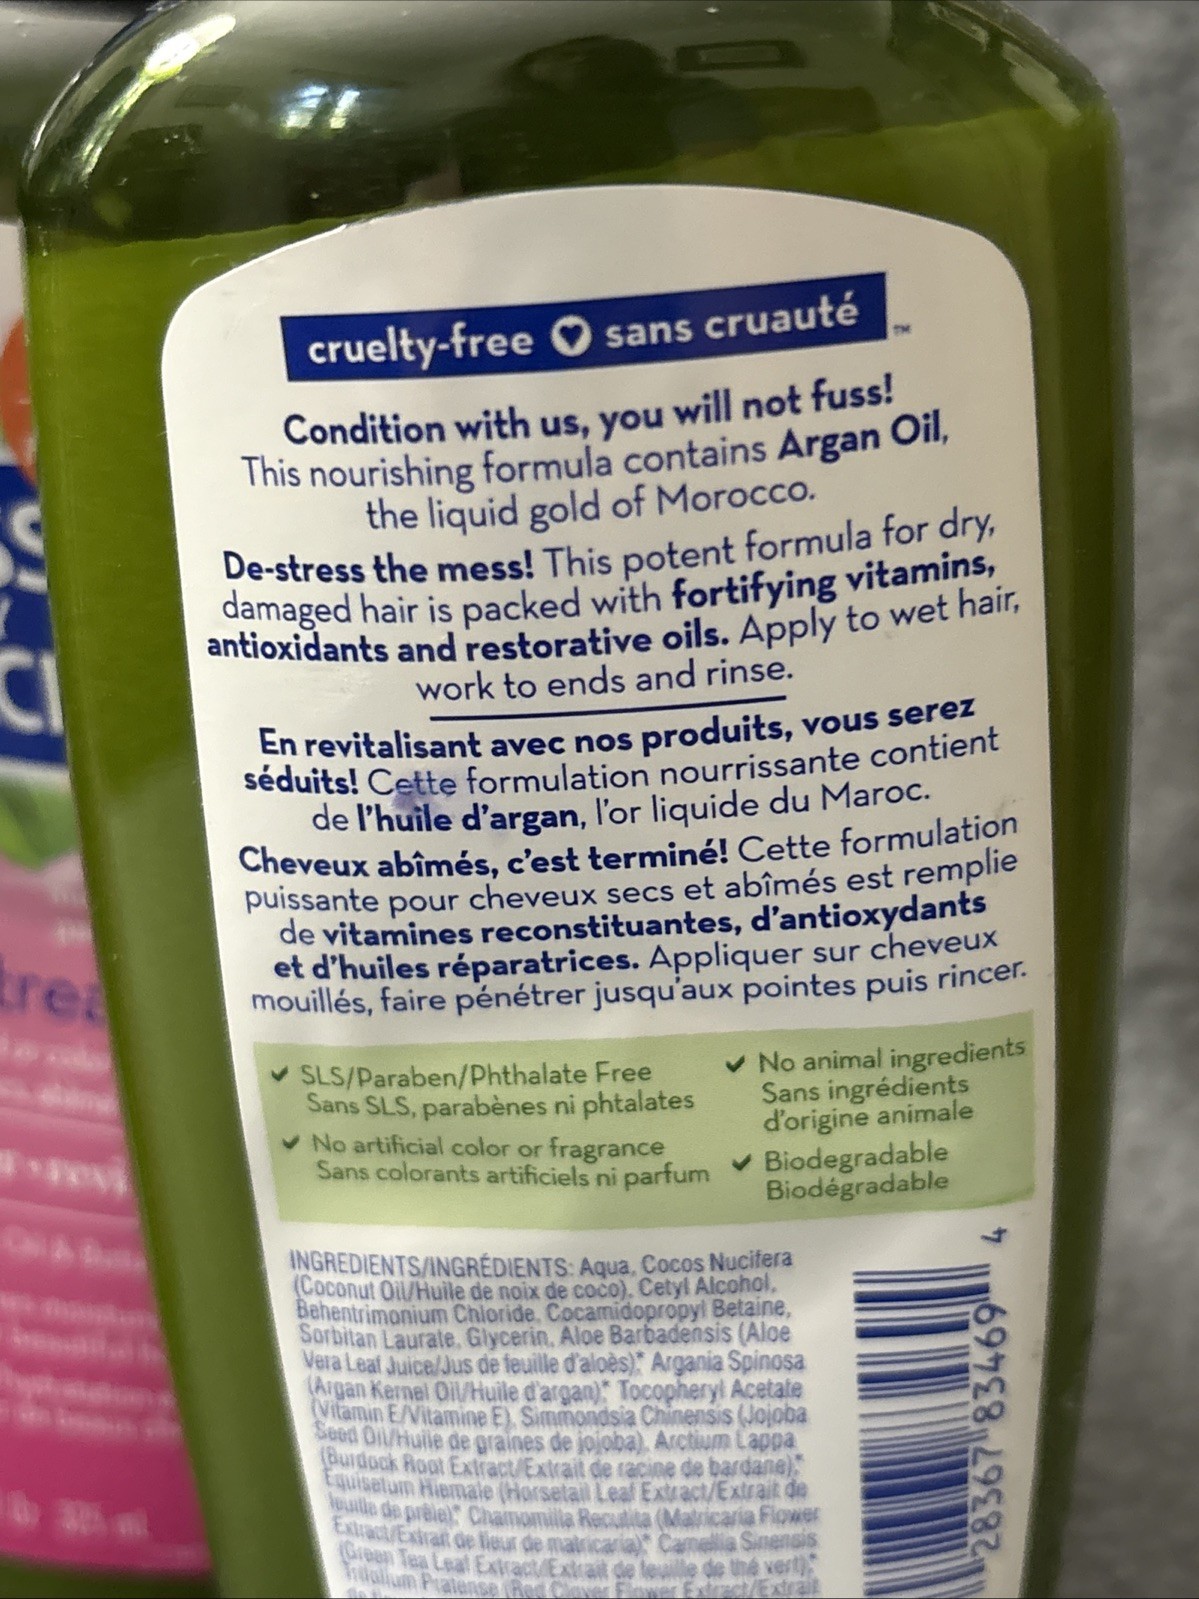 cruelty-free sans cruauté ™
Condition with us, you will not fuss!
This nourishing formula contains Argan Oil,
the liquid gold of Morocco.
De-stress the mess! This potent formula for dry,
damaged hair is packed with fortifying vitamins,
antioxidants and restorative oils. Apply to wet hair,
work to ends and rinse.
En revitalisant avec nos produits, vous serez
séduits! Cette formulation nourrissante contient
de l'huile d'argan, l'or liquide du Maroc.
Cheveux abîmés, c'est terminé! Cette formulation
puissante pour cheveux secs et abîmés est remplie
de vitamines reconstituantes, d'antioxydants
et d'huiles réparatrices. Appliquer sur cheveux
mouillés, faire pénétrer jusqu'aux pointes puis rincer.
✓ SLS/Paraben/Phthalate Free
Sans SLS, parabènes ni phtalates
✓ No artificial color or fragrance
Sans colorants artificiels ni parfum
✓ No animal ingredients
Sans ingrédients
d'origine animale
✓ Biodegradable
Biodégradable
INGREDIENTS/INGRÉDIENTS: Aqua, Cocos Nucifera
(Coconut Oil/Huile de noix de coco), Cetyl Alcohol,
Behentrimonium Chloride, Cocamidopropyl Betaine,
Sorbitan Laurate, Glycerin, Aloe Barbadensis (Aloe
Vera Leaf Juice/Jus de feuille d'aloès),* Argania Spinosa
(Argan Kernel Oil/Huile d'argan),* Tocopheryl Acetate
(Vitamin E/Vitamine E), Simmondsia Chinensis (Jojoba
Seed Oil/Huile de graines de jojoba), Arctium Lappa
(Burdock Root Extract/Extrait de racine de bardane),*
Equisetum Hiemale (Horsetail Leaf Extract/Extrait de
feuille de prêle),* Chamomilla Recutita (Matricaria Flower
Extract/Extrait de fleur de matricaria),* Camellia Sinensis
(Green Tea Leaf Extract/Extrait de feuille de thé vert),*
Trifolium Pratense (Red Clover Flower Extract/Extrait
28367 83469 4